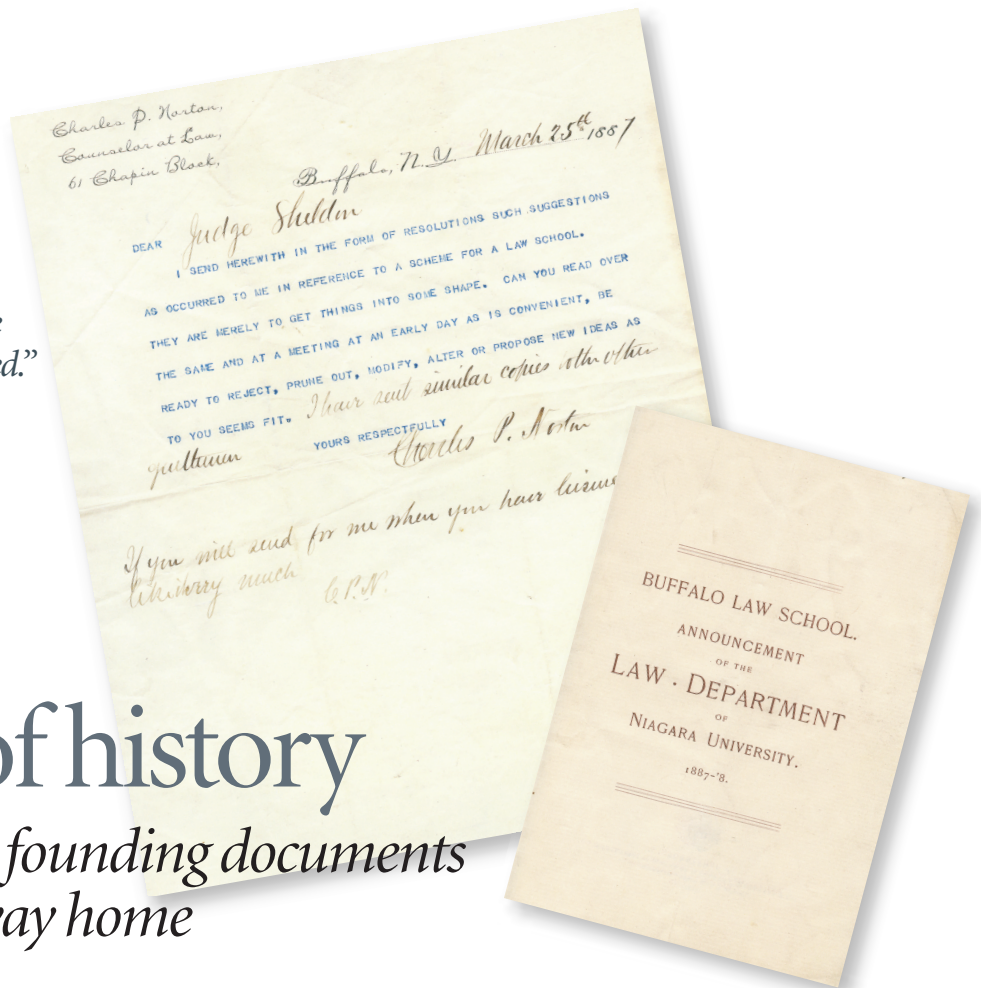 Charles P. Norton,
Counselor at Law,
61 Chapin Block,
Buffalo, N.Y. March 25th 1887
DEAR Judge Sheldon
I SEND HEREWITH IN THE FORM OF RESOLUTIONS SUCH SUGGESTIONS
AS OCCURRED TO ME IN REFERENCE TO A SCHEME FOR A LAW SCHOOL.
THEY ARE MERELY TO GET THINGS INTO SOME SHAPE. CAN YOU READ OVER
THE SAME AND AT A MEETING AT AN EARLY DAY AS IS CONVENIENT, BE
READY TO REJECT, PRUNE OUT, MODIFY, ALTER OR PROPOSE NEW IDEAS AS
TO YOU SEEMS FIT. I have sent similar copies other
gentlemen YOURS RESPECTFULLY
Charles P. Norton
If you will send for me when you have leisure
much C.P.N.
ed.”
of history
founding documents
way home
BUFFALO LAW SCHOOL.
ANNOUNCEMENT
OF THE
LAW · DEPARTMENT
OF
NIAGARA UNIVERSITY.
1887-'8.